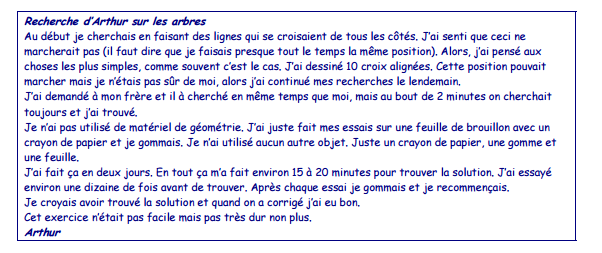 Recherche d'Arthur sur les arbres
Au début je cherchais en faisant des lignes qui se croisaient de tous les côtés. J'ai senti que ceci ne
marcherait pas (il faut dire que je faisais presque tout le temps la même position). Alors, j'ai pensé aux
choses les plus simples, comme souvent c'est le cas. J'ai dessiné 10 croix alignées. Cette position pouvait
marcher mais je n'étais pas sûr de moi, alors j'ai continué mes recherches le lendemain.
J'ai demandé à mon frère et il à cherché en même temps que moi, mais au bout de 2 minutes on cherchait
toujours et j'ai trouvé.
Je n'ai pas utilisé de matériel de géométrie. J'ai juste fait mes essais sur une feuille de brouillon avec un
crayon de papier et je gommais. Je n'ai utilisé aucun autre objet. Juste un crayon de papier, une gomme et
une feuille.
J'ai fait ça en deux jours. En tout ça m'a fait environ 15 à 20 minutes pour trouver la solution. J'ai essayé
environ une dizaine de fois avant de trouver. Après chaque essai je gommais et je recommençais.
Je croyais avoir trouvé la solution et quand on a corrigé j'ai eu bon.
Cet exercice n'était pas facile mais pas très dur non plus.
Arthur